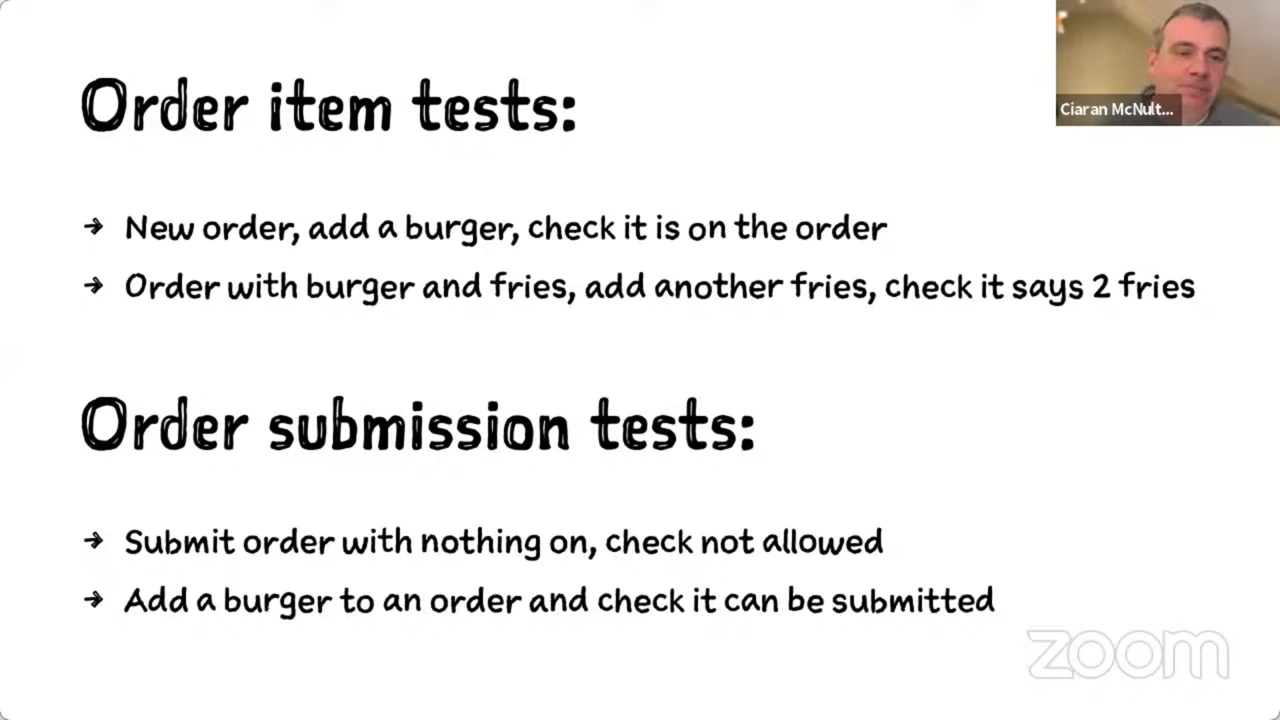 Order item tests:
Ciaran McNult...
→ New order, add a burger, check it is on the order
→ Order with burger and fries, add another fries, check it says 2 fries
Order submission tests:
→ Submit order with nothing on, check not allowed
→ Add a burger to an order and check it can be submitted
zoom